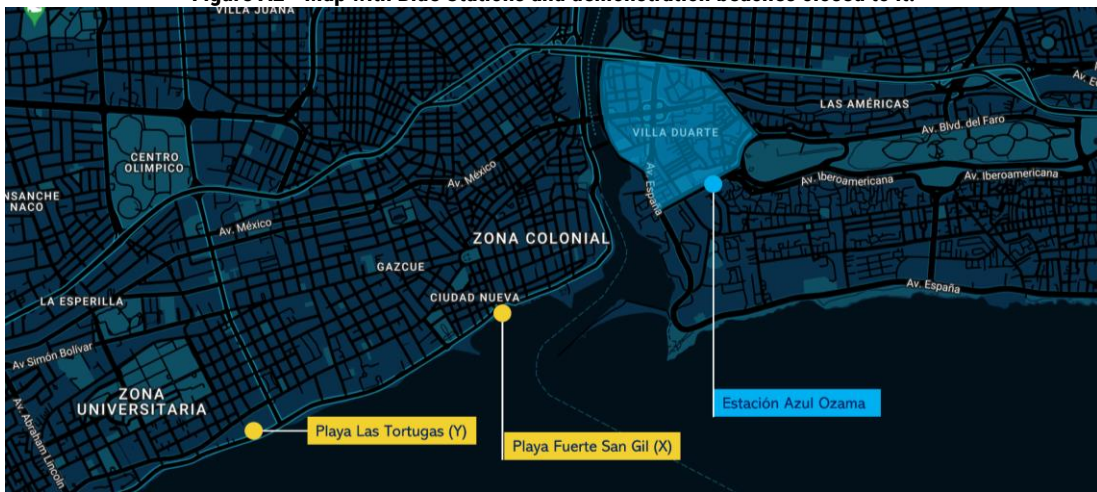 VILLA JUANA
LAS AMÉRICAS
Av. Blvd. del Faro
VILLA DUARTE
CENTRO
OLIMPICO
Av. México
Av. España
Av. Iberoamericana
Av. Iberoamericana
NSANCHE
NACO
Av. México
ZONA COLONIAL
GAZCUE
Av. España
CIUDAD NUEVA
LA ESPERILLA
Av Simón Bolívar
ZONA
UNIVERSITARIA
Av. Abraham Lincoln
Estación Azul Ozama
Playa Las Tortugas (Y)
Playa Fuerte San Gil (X)